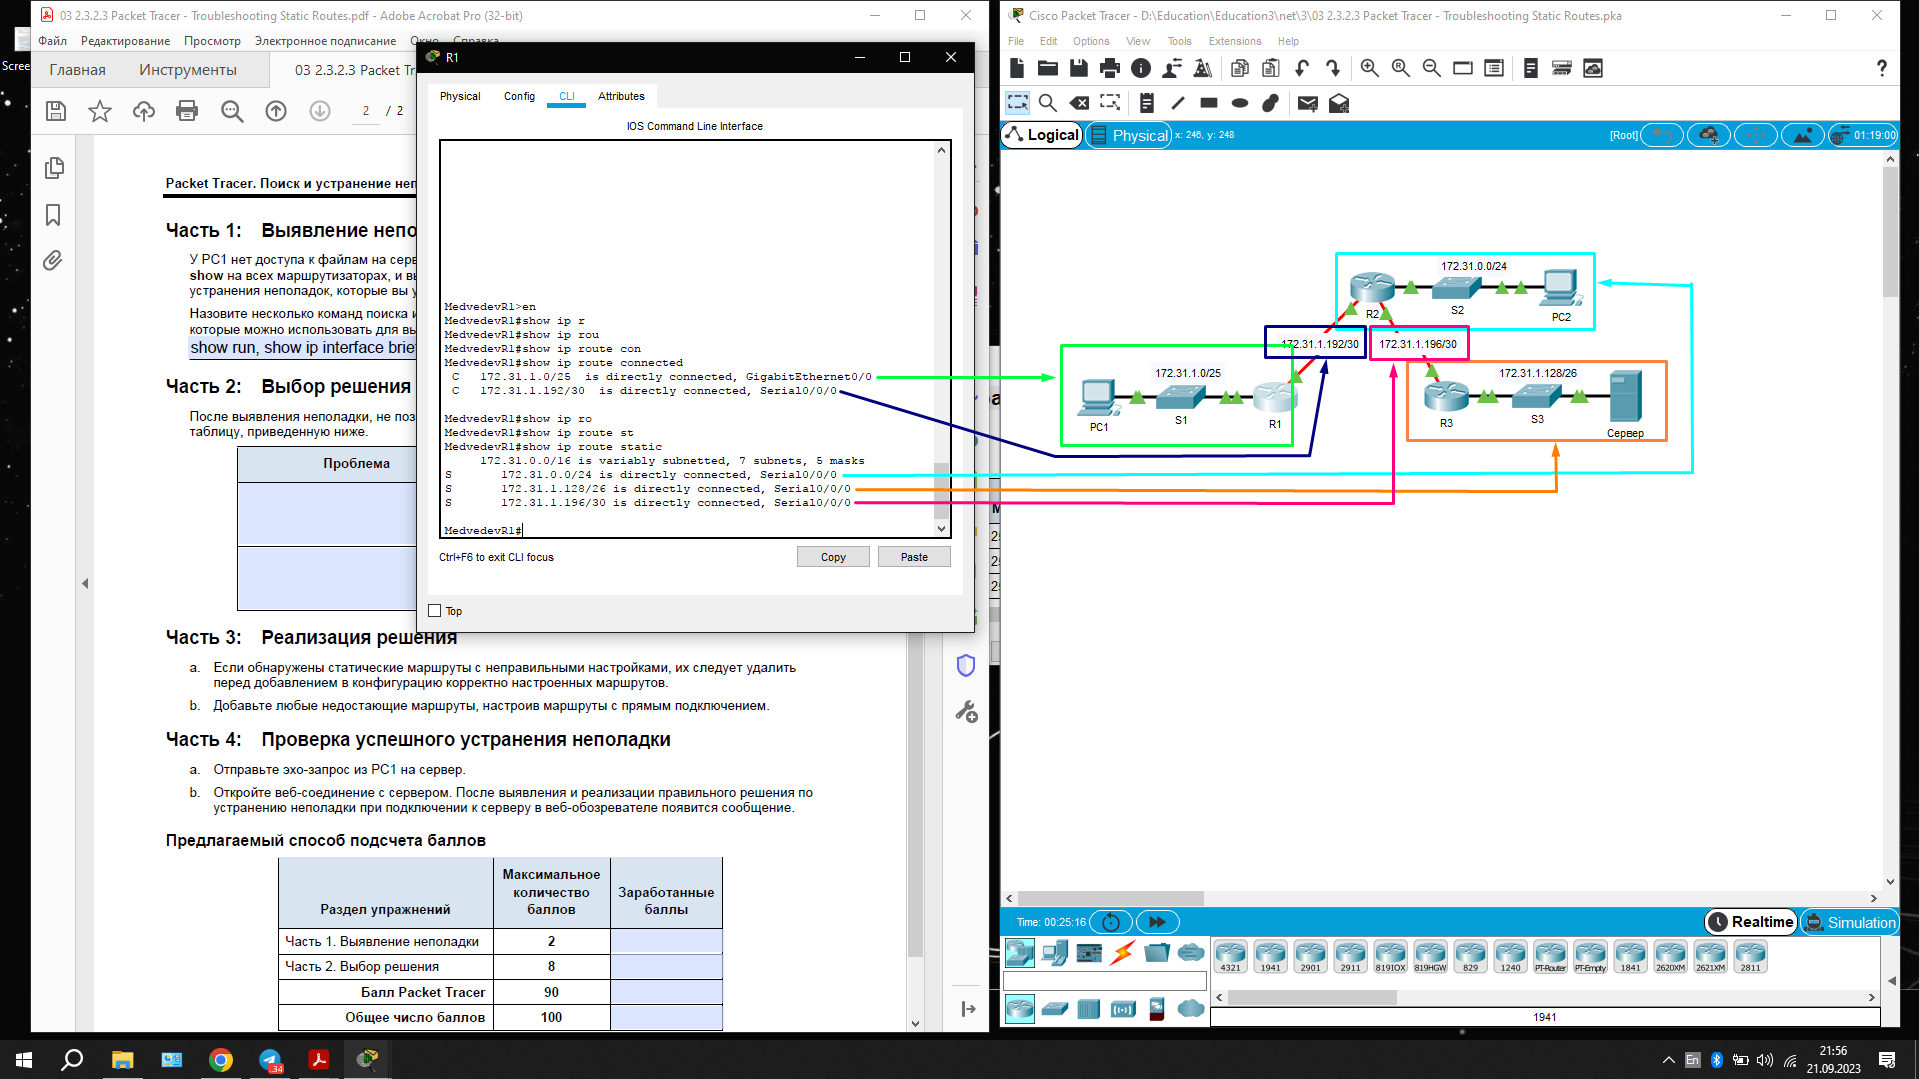 03 2.3.2.3 Packet Tracer - Troubleshooting Static Routes.pdf - Adobe Acrobat Pro (32-bit)
Файл Редактирование Просмотр Электронное подписание Окно Справка
Главная Инструменты 03 2.3.2.3 Packet Tr
2 / 2
Scree
Packet Tracer. Поиск и устранение неп
Часть 1: Выявление непо
У PC1 нет доступа к файлам на серв
show на всех маршрутизаторах, и вы
устранения неполадок, которые вы у
Назовите несколько команд поиска и
которые можно использовать для вы
show run, show ip interface brief
Часть 2: Выбор решения
После выявления неполадки, не поз
таблицу, приведенную ниже.
Проблема
Часть 3: Реализация решения
a. Если обнаружены статические маршруты с неправильными настройками, их следует удалить
перед добавлением в конфигурацию корректно настроенных маршрутов.
b. Добавьте любые недостающие маршруты, настроив маршруты с прямым подключением.
Часть 4: Проверка успешного устранения неполадки
a. Отправьте эхо-запрос из PC1 на сервер.
b. Откройте веб-соединение с сервером. После выявления и реализации правильного решения по
устранению неполадки при подключении к серверу в веб-обозревателе появится сообщение.
Предлагаемый способ подсчета баллов
Раздел упражнений Максимальное количество баллов Заработанные баллы
Часть 1. Выявление неполадки 2
Часть 2. Выбор решения 8
Балл Packet Tracer 90
Общее число баллов 100
R1
Physical Config CLI Attributes
IOS Command Line Interface
MedvedevR1>en
MedvedevR1#show ip r
MedvedevR1#show ip rou
MedvedevR1#show ip route con
MedvedevR1#show ip route connected
C 172.31.1.0/25 is directly connected, GigabitEthernet0/0
C 172.31.1.192/30 is directly connected, Serial0/0/0
MedvedevR1#show ip ro
MedvedevR1#show ip route st
MedvedevR1#show ip route static
172.31.0.0/16 is variably subnetted, 7 subnets, 5 masks
S 172.31.0.0/24 is directly connected, Serial0/0/0
S 172.31.1.128/26 is directly connected, Serial0/0/0
S 172.31.1.196/30 is directly connected, Serial0/0/0
MedvedevR1#
Ctrl+F6 to exit CLI focus
Copy Paste
Top
Cisco Packet Tracer - D:\Education\Education3\net\3\03 2.3.2.3 Packet Tracer - Troubleshooting Static Routes.pka
File Edit Options View Tools Extensions Help
?
Logical Physical x: 246, y: 248 [Root] 01:19:00
172.31.0.0/24
R2 S2 PC2
172.31.1.192/30 172.31.1.196/30
172.31.1.0/25 172.31.1.128/26
PC1 S1 R1 R3 S3 Сервер
Time: 00:25:16
Realtime Simulation
4321 1941 2901 2911 819IOX 819HGW 829 1240 PT-Router PT-Empty 1841 2620XM 2621XM 2811
1941
34 En 21:56
21.09.2023